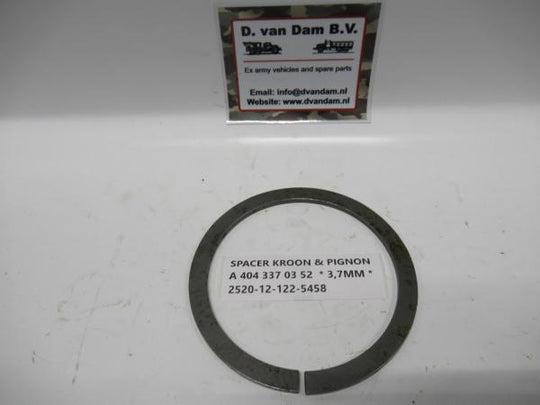 D. van Dam B.V.
Ex army vehicles and spare parts
Email: info@dvandam.nl
Website: www.dvandam.nl
SPACER KROON & PIGNON
A 404 337 03 52 * 3,7MM *
2520-12-122-5458